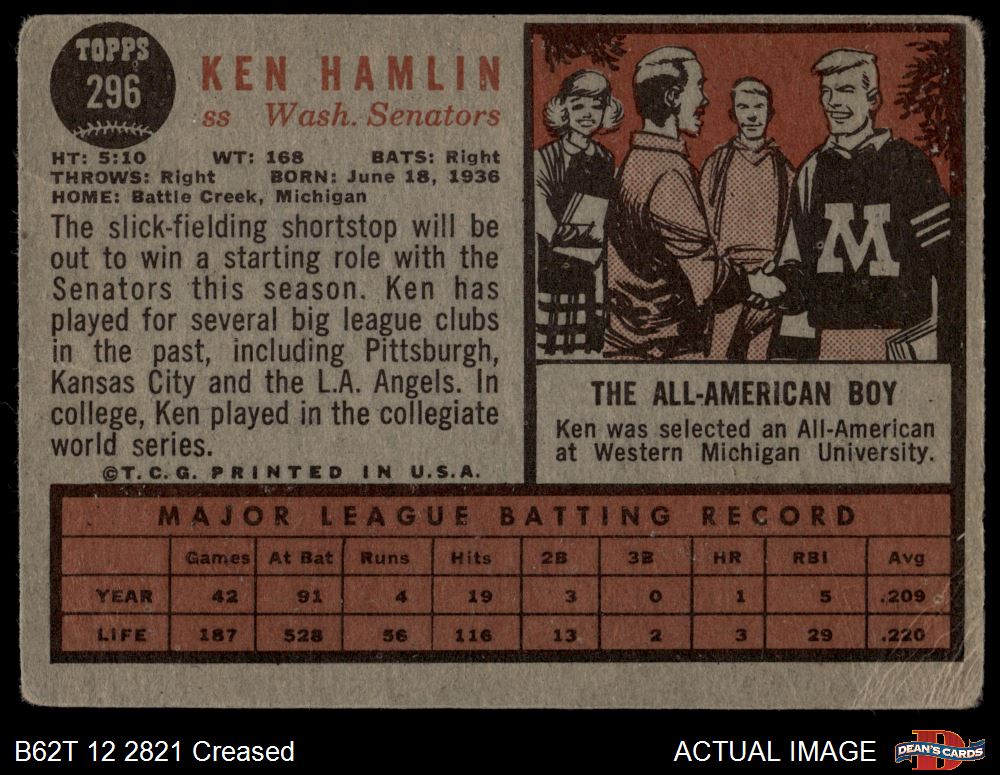 TOPPS
296
KEN HAMLIN
ss Wash. Senators
HT: 5:10 WT: 168 BATS: Right
THROWS: Right BORN: June 18, 1936
HOME: Battle Creek, Michigan
The slick-fielding shortstop will be
out to win a starting role with the
Senators this season. Ken has
played for several big league clubs
in the past, including Pittsburgh,
Kansas City and the L.A. Angels. In
college, Ken played in the collegiate
world series.
©T.C.G. PRINTED IN U.S.A.
M
THE ALL-AMERICAN BOY
Ken was selected an All-American
at Western Michigan University.
MAJOR LEAGUE BATTING RECORD
Games At Bat Runs Hits 2B 3B HR RBI Avg
YEAR 42 91 4 19 3 0 1 5 .209
LIFE 187 528 56 116 13 2 3 29 .220
B62T 12 2821 Creased
ACTUAL IMAGE
D
DEAN'S CARDS